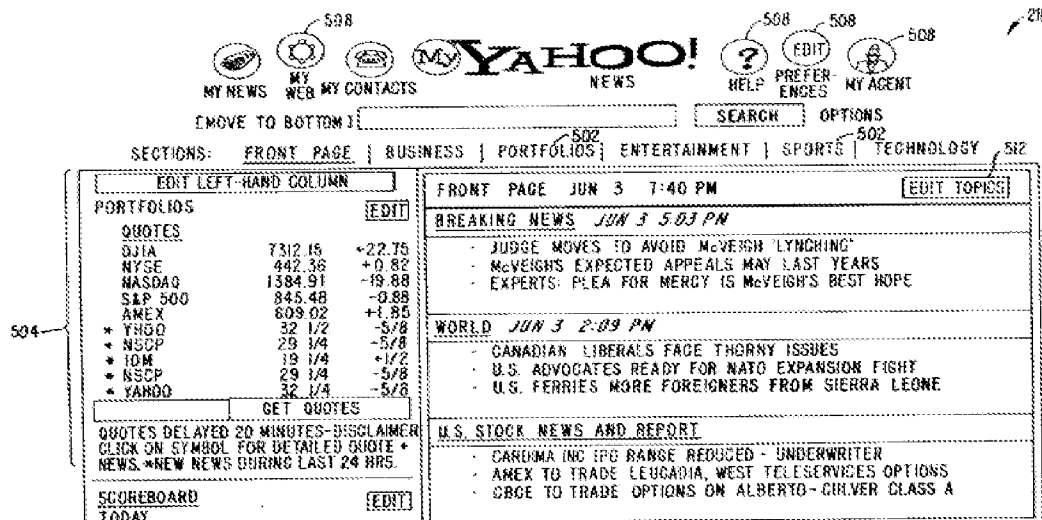 508 508 508 508 21
My YAHOO!
NEWS
? EDIT
MY NEWS MY WEB MY CONTACTS HELP PREFER-ENCES MY AGENT
[MOVE TO BOTTOM] SEARCH OPTIONS
502 502
SECTIONS: FRONT PAGE | BUSINESS | PORTFOLIOS | ENTERTAINMENT | SPORTS | TECHNOLOGY 512
EDIT LEFT-HAND COLUMN
PORTFOLIOS EDIT
QUOTES
DJIA 7312.15 +22.75
NYSE 442.36 +0.82
NASDAQ 1384.91 -19.88
S&P 500 845.48 -0.88
AMEX 609.02 +1.85
504
* YHOO 32 1/2 -5/8
* NSCP 29 1/4 -5/8
* IOM 19 1/4 +1/2
* NSCP 29 1/4 -5/8
* YAHOO 32 1/4 -5/8
GET QUOTES
QUOTES DELAYED 20 MINUTES-DISCLAIMER
CLICK ON SYMBOL FOR DETAILED QUOTE +
NEWS. *NEW NEWS DURING LAST 24 HRS.
SCOREBOARD EDIT
TODAY
FRONT PAGE JUN 3 7:40 PM EDIT TOPICS
BREAKING NEWS JUN 3 5:03 PM
- JUDGE MOVES TO AVOID McVEIGH 'LYNCHING'
- McVEIGH'S EXPECTED APPEALS MAY LAST YEARS
- EXPERTS: PLEA FOR MERCY IS McVEIGH'S BEST HOPE
WORLD JUN 3 2:09 PM
- CANADIAN LIBERALS FACE THORNY ISSUES
- U.S. ADVOCATES READY FOR NATO EXPANSION FIGHT
- U.S. FERRIES MORE FOREIGNERS FROM SIERRA LEONE
U.S. STOCK NEWS AND REPORT
- CARDIMA INC IPO RANGE REDUCED - UNDERWRITER
- AMEX TO TRADE LEUCADIA, WEST TELESERVICES OPTIONS
- CBOE TO TRADE OPTIONS ON ALBERTO-CULVER CLASS A